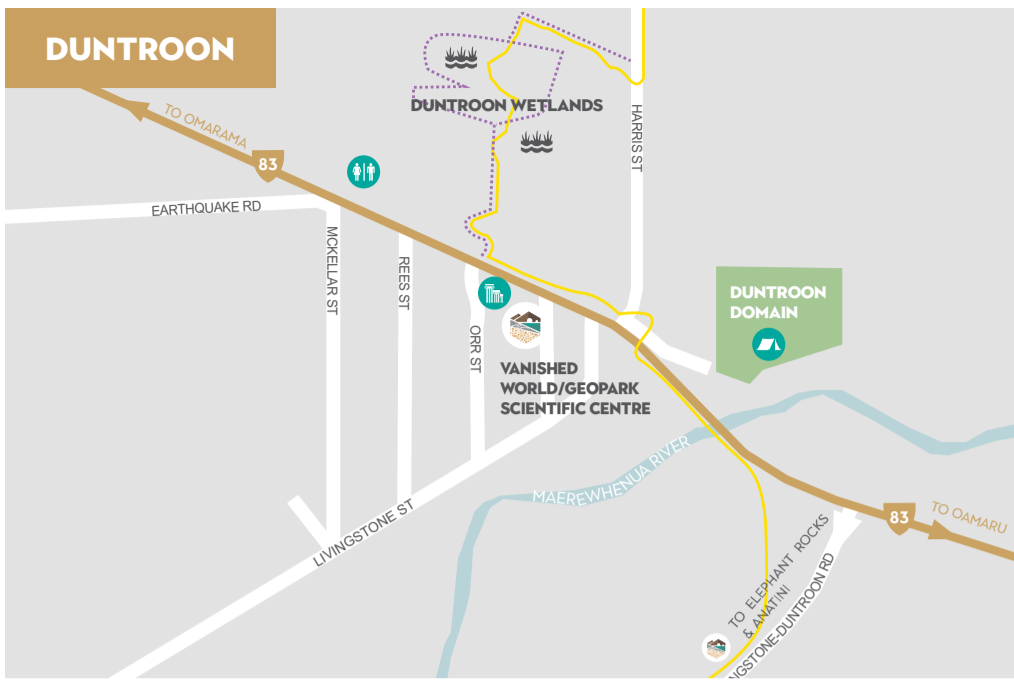 DUNTROON
TO OMARAMA
83
DUNTROON WETLANDS
HARRIS ST
EARTHQUAKE RD
MCKELLAR ST
REES ST
ORR ST
DUNTROON
DOMAIN
VANISHED
WORLD/GEOPARK
SCIENTIFIC CENTRE
MAEREWHENUA RIVER
LIVINGSTONE ST
83
TO OAMARU
TO ELEPHANT ROCKS
& ANATINI
NGSTONE-DUNTROON RD